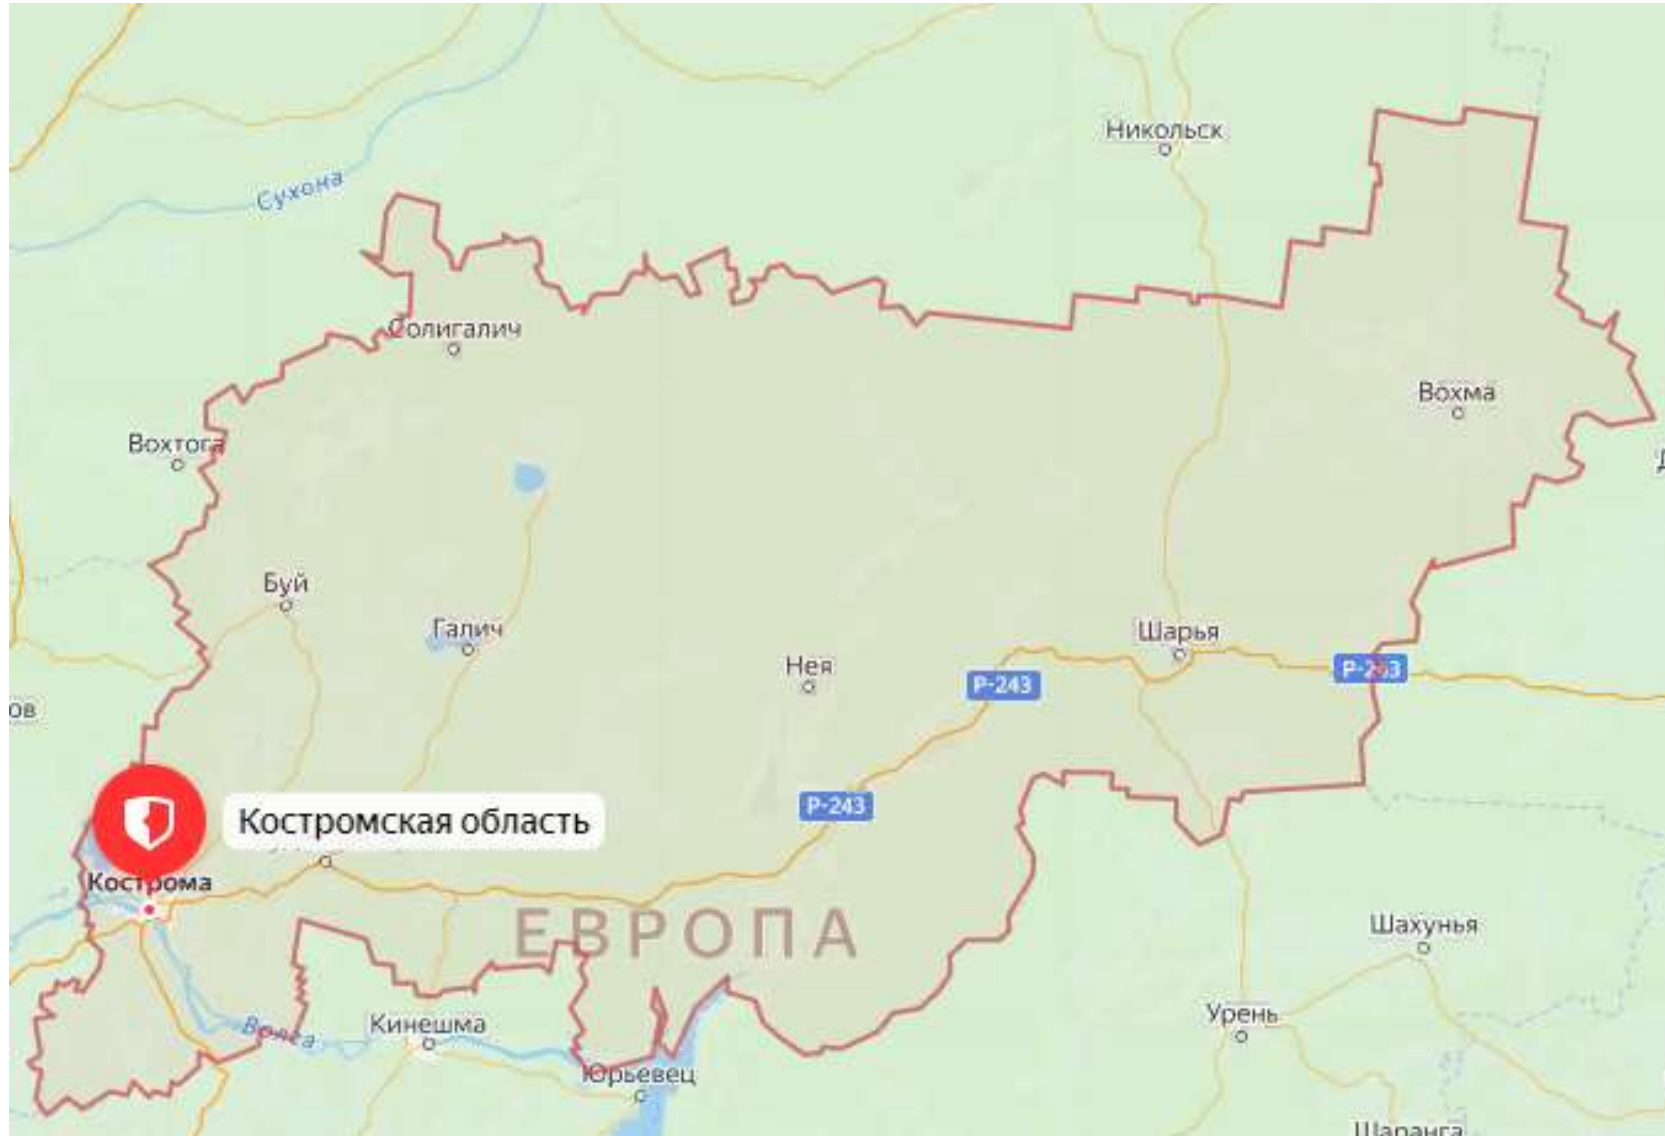 Никольск
Сухона
Солигалич
Вохма
Вохтога
Буй
Галич
Шарья
Нея
Р-243
Р-243
ов
Р-243
Костромская область
Кострома
ЕВРОПА
Шахунья
Урень
Волга
Кинешма
Юрьевец
Шаранга